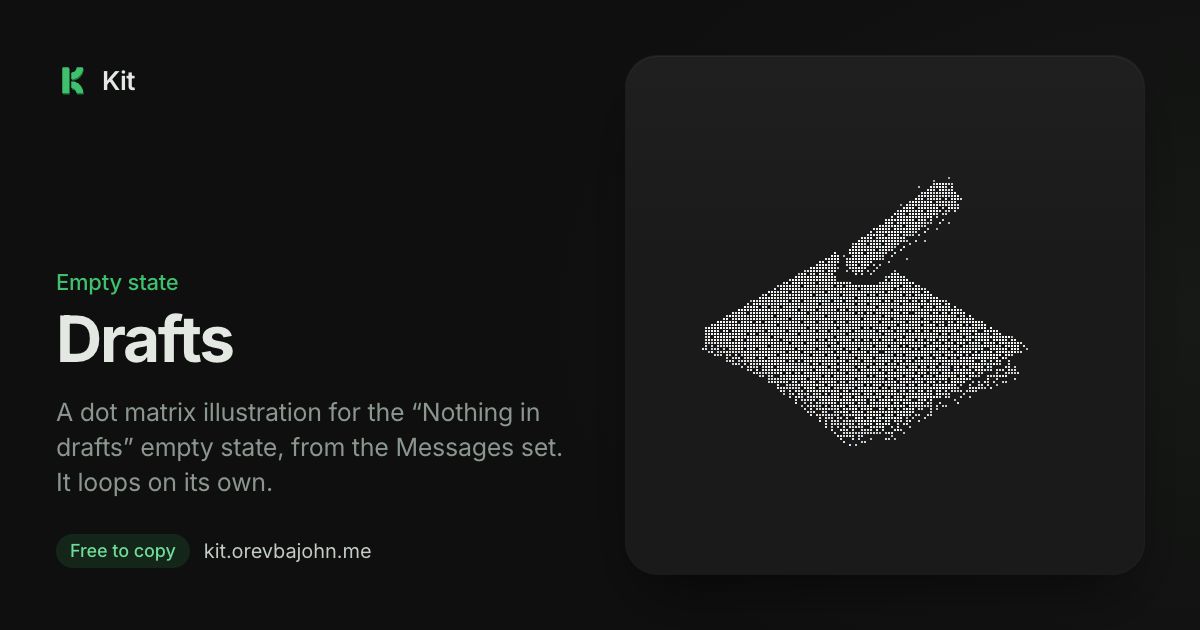 Kit
Empty state
Drafts
A dot matrix illustration for the “Nothing in
drafts” empty state, from the Messages set.
It loops on its own.
Free to copy
kit.orevbajohn.me